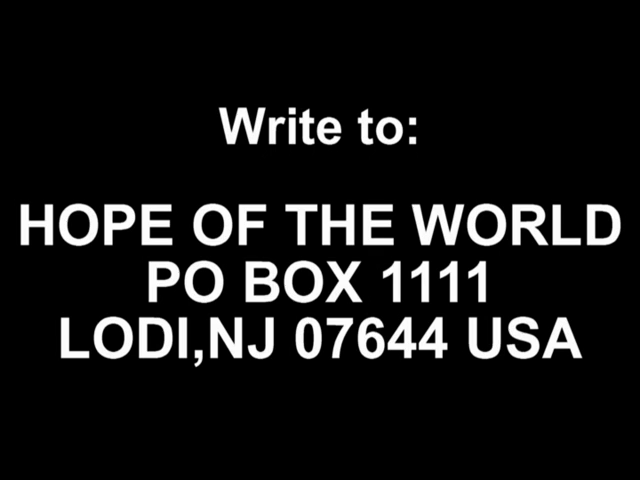 Write to:
HOPE OF THE WORLD
PO BOX 1111
LODI,NJ 07644 USA